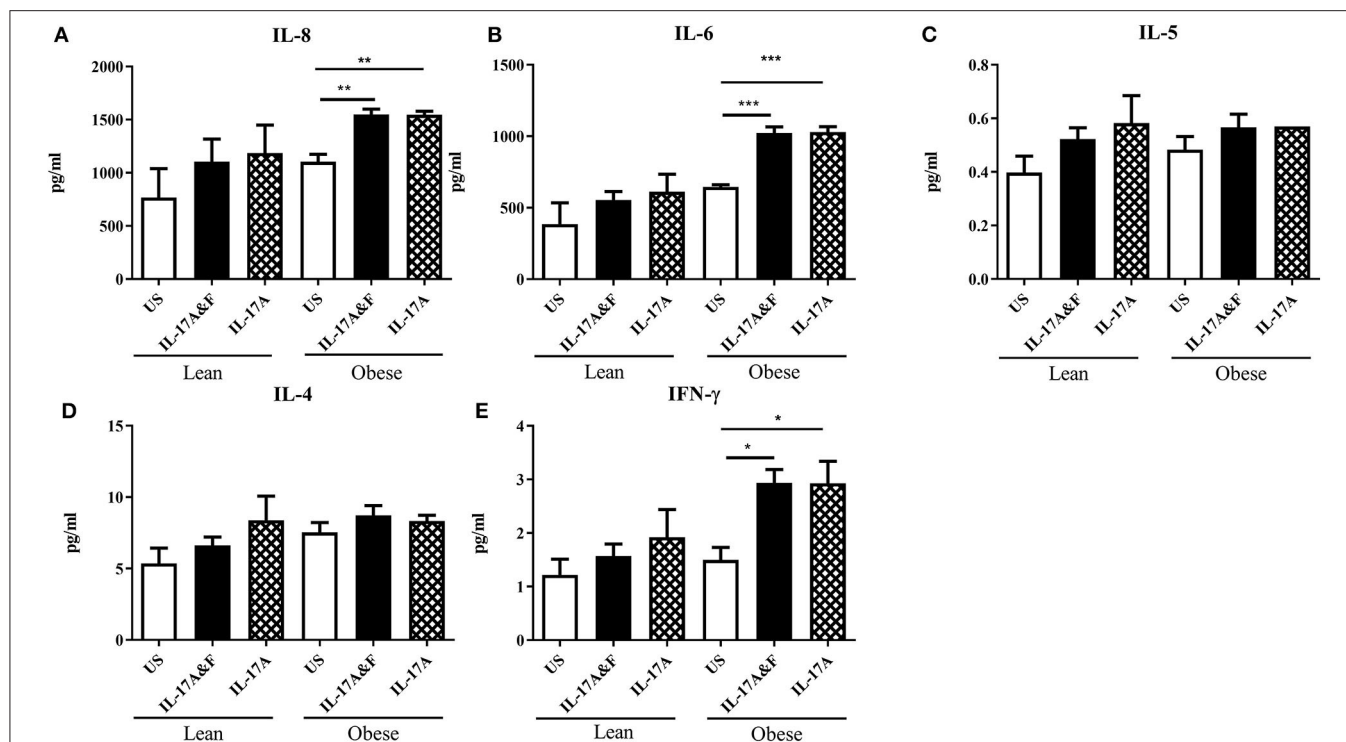 A
IL-8
pg/ml
2000
1500
1000
500
0
**
**
US
IL-17A&F
IL-17A
US
IL-17A&F
IL-17A
Lean
Obese
B
IL-6
pg/ml
1500
1000
500
0
***
***
US
IL-17A&F
IL-17A
US
IL-17A&F
IL-17A
Lean
Obese
C
IL-5
pg/ml
0.8
0.6
0.4
0.2
0.0
US
IL-17A&F
IL-17A
US
IL-17A&F
IL-17A
Lean
Obese
D
IL-4
pg/ml
15
10
5
0
US
IL-17A&F
IL-17A
US
IL-17A&F
IL-17A
Lean
Obese
E
IFN-γ
pg/ml
4
3
2
1
0
*
*
US
IL-17A&F
IL-17A
US
IL-17A&F
IL-17A
Lean
Obese